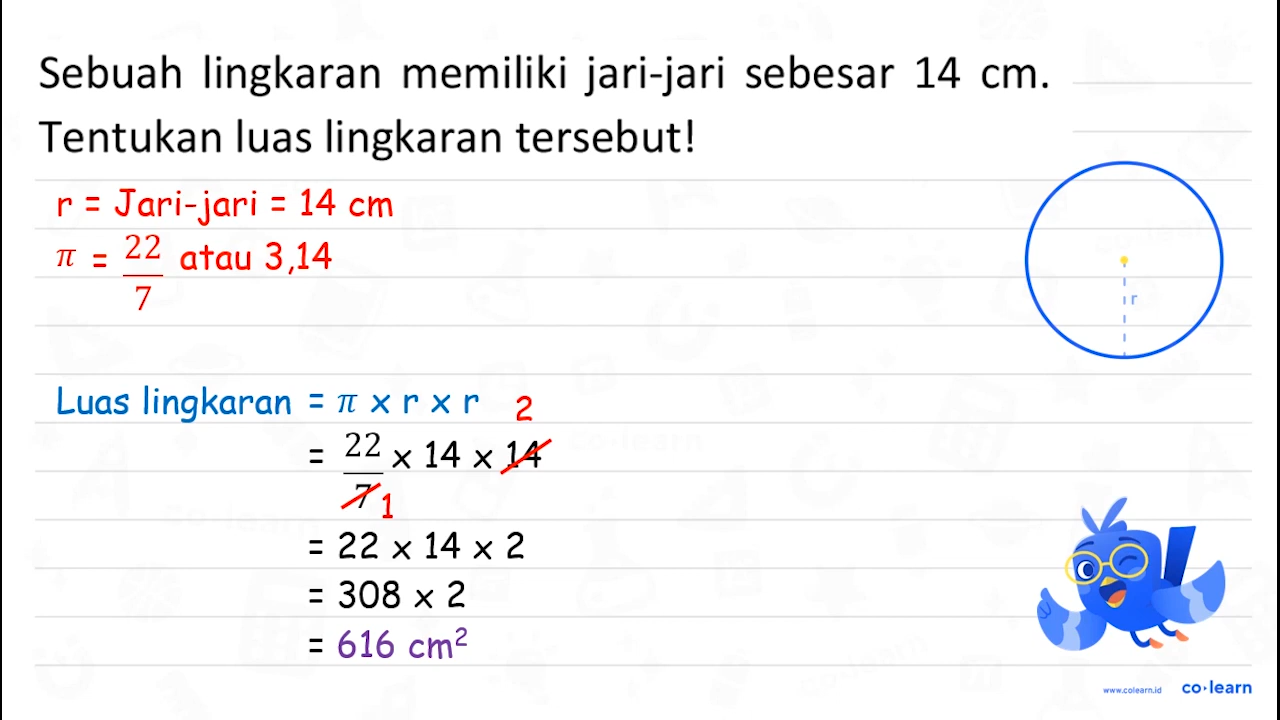 Sebuah lingkaran memiliki jari-jari sebesar 14 cm.
Tentukan luas lingkaran tersebut!
r = Jari-jari = 14 cm
π = 22/7 atau 3,14
r
Luas lingkaran = π x r x r
2
= 22/7 x 14 x 14
1
= 22 x 14 x 2
= 308 x 2
= 616 cm²
www.colearn.id co·learn